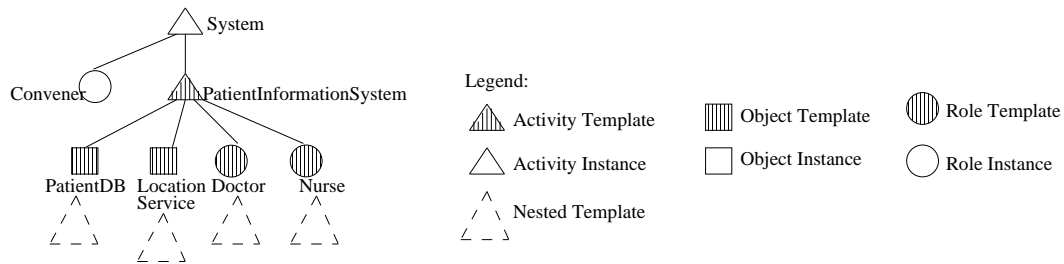 System
Convener
PatientInformationSystem
PatientDB
Location
Service
Doctor
Nurse
Legend:
Activity Template
Object Template
Role Template
Activity Instance
Object Instance
Role Instance
Nested Template